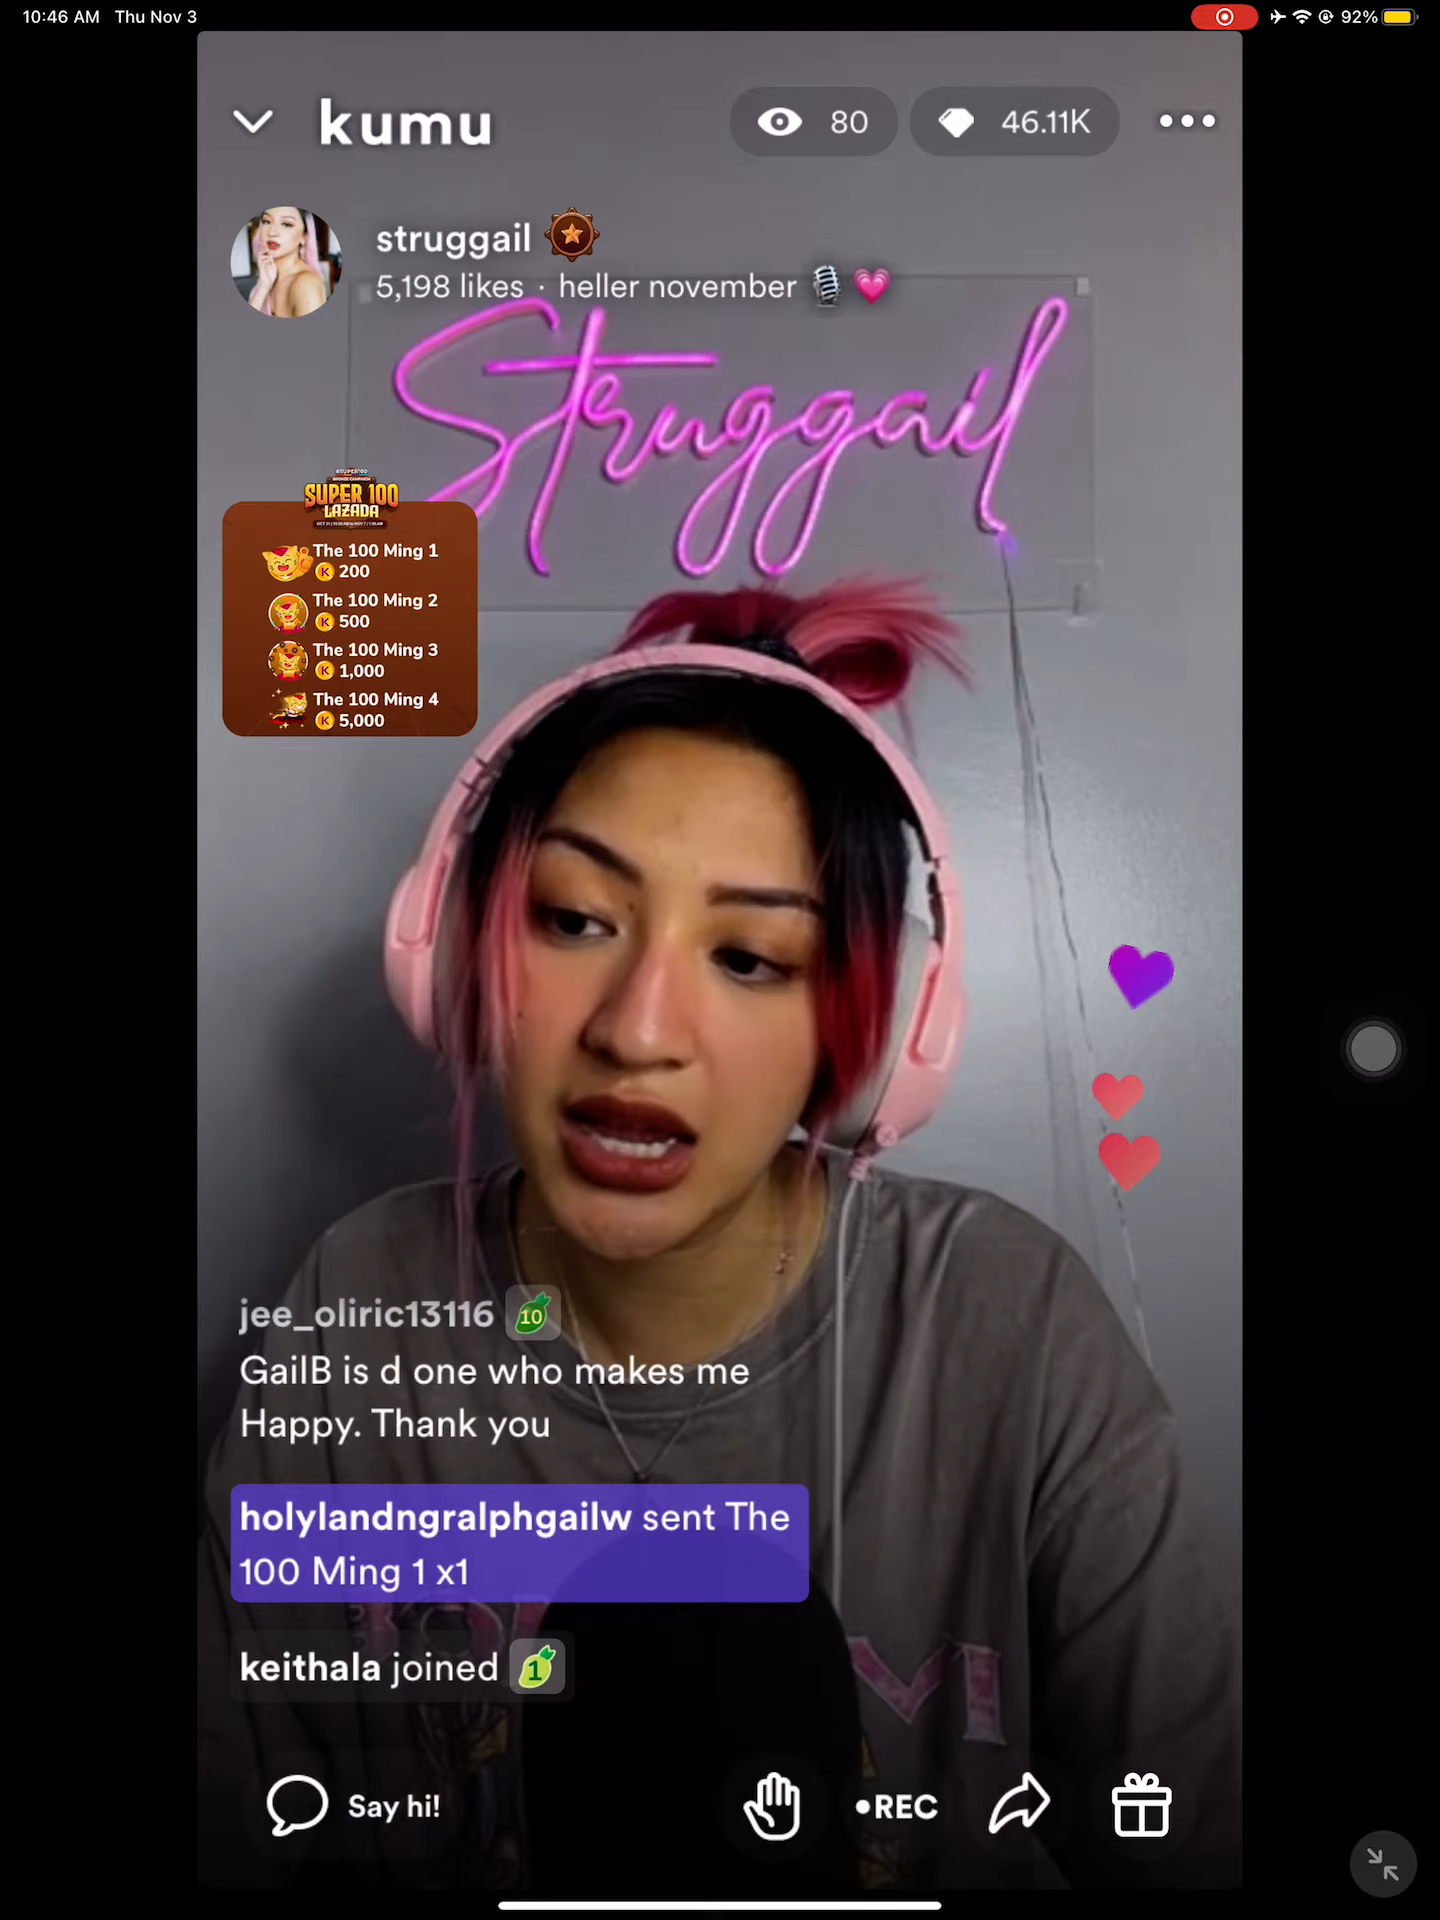 10:46 AM Thu Nov 3
92%
kumu
80
46.11K
struggail
5,198 likes · heller november
Struggail
#SUPER100
BRONZE CAMPAIGN
SUPER 100
LAZADA
The 100 Ming 1
K 200
The 100 Ming 2
K 500
The 100 Ming 3
K 1,000
The 100 Ming 4
K 5,000
jee_oliric13116 10
GailB is d one who makes me
Happy. Thank you
holylandngralphgailw sent The
100 Ming 1 x1
keithala joined 1
Say hi!
REC